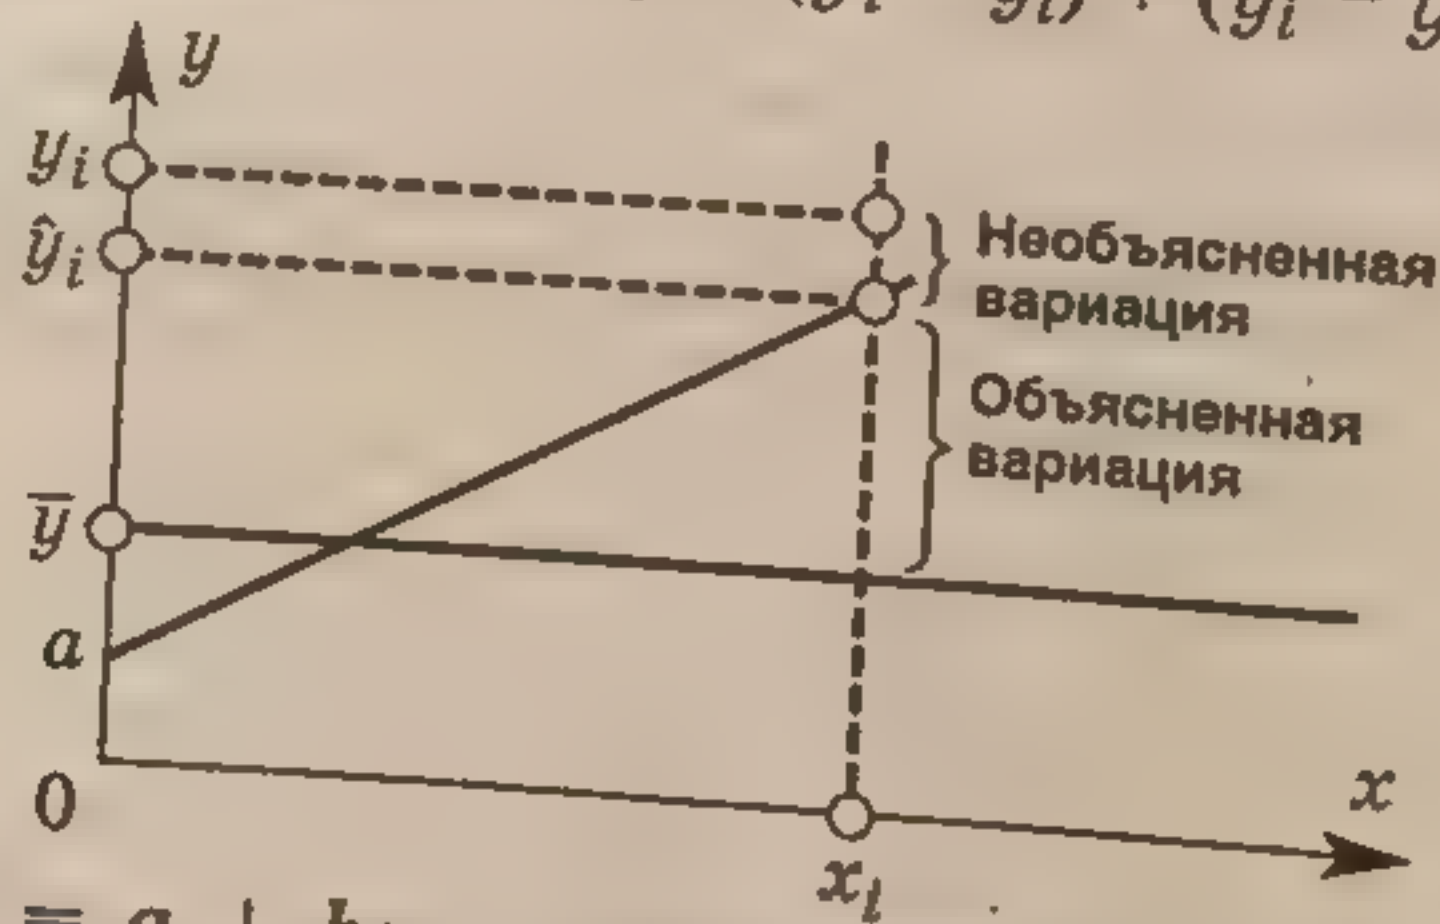 y
yᵢ
ŷᵢ
Необъясненная
вариация
Объясненная
вариация
y̅
a
0
x
xᵢ